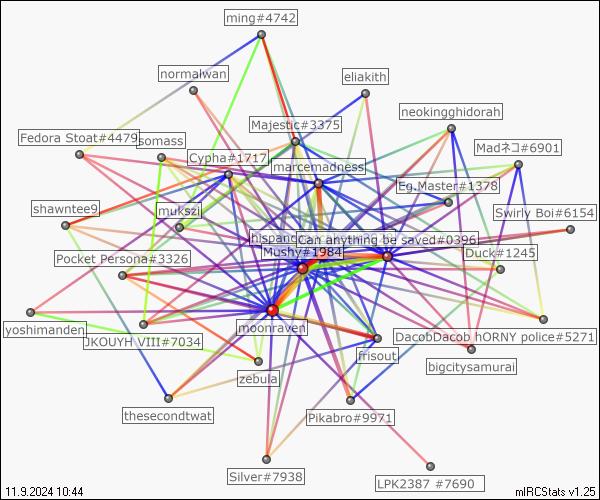 ming#4742
normalwan
eliakith
neokingghidorah
Majestic#3375
Fedora Stoat#4479
somass
Madネコ#6901
Cypha#1717
marcemadness
Eg.Master#1378
shawntee9
mukszi
Swirly Boi#6154
hispanc
Can anything be saved#0396
Mushy#1984
Duck#1245
Pocket Persona#3326
moonraven
yoshimanden
JKOUYH VIII#7034
DacobDacob hORNY police#5271
frisout
bigcitysamurai
zebula
thesecondtwat
Pikabro#9971
Silver#7938
LPK2387 #7690
11.9.2024 10:44
mIRCStats v1.25